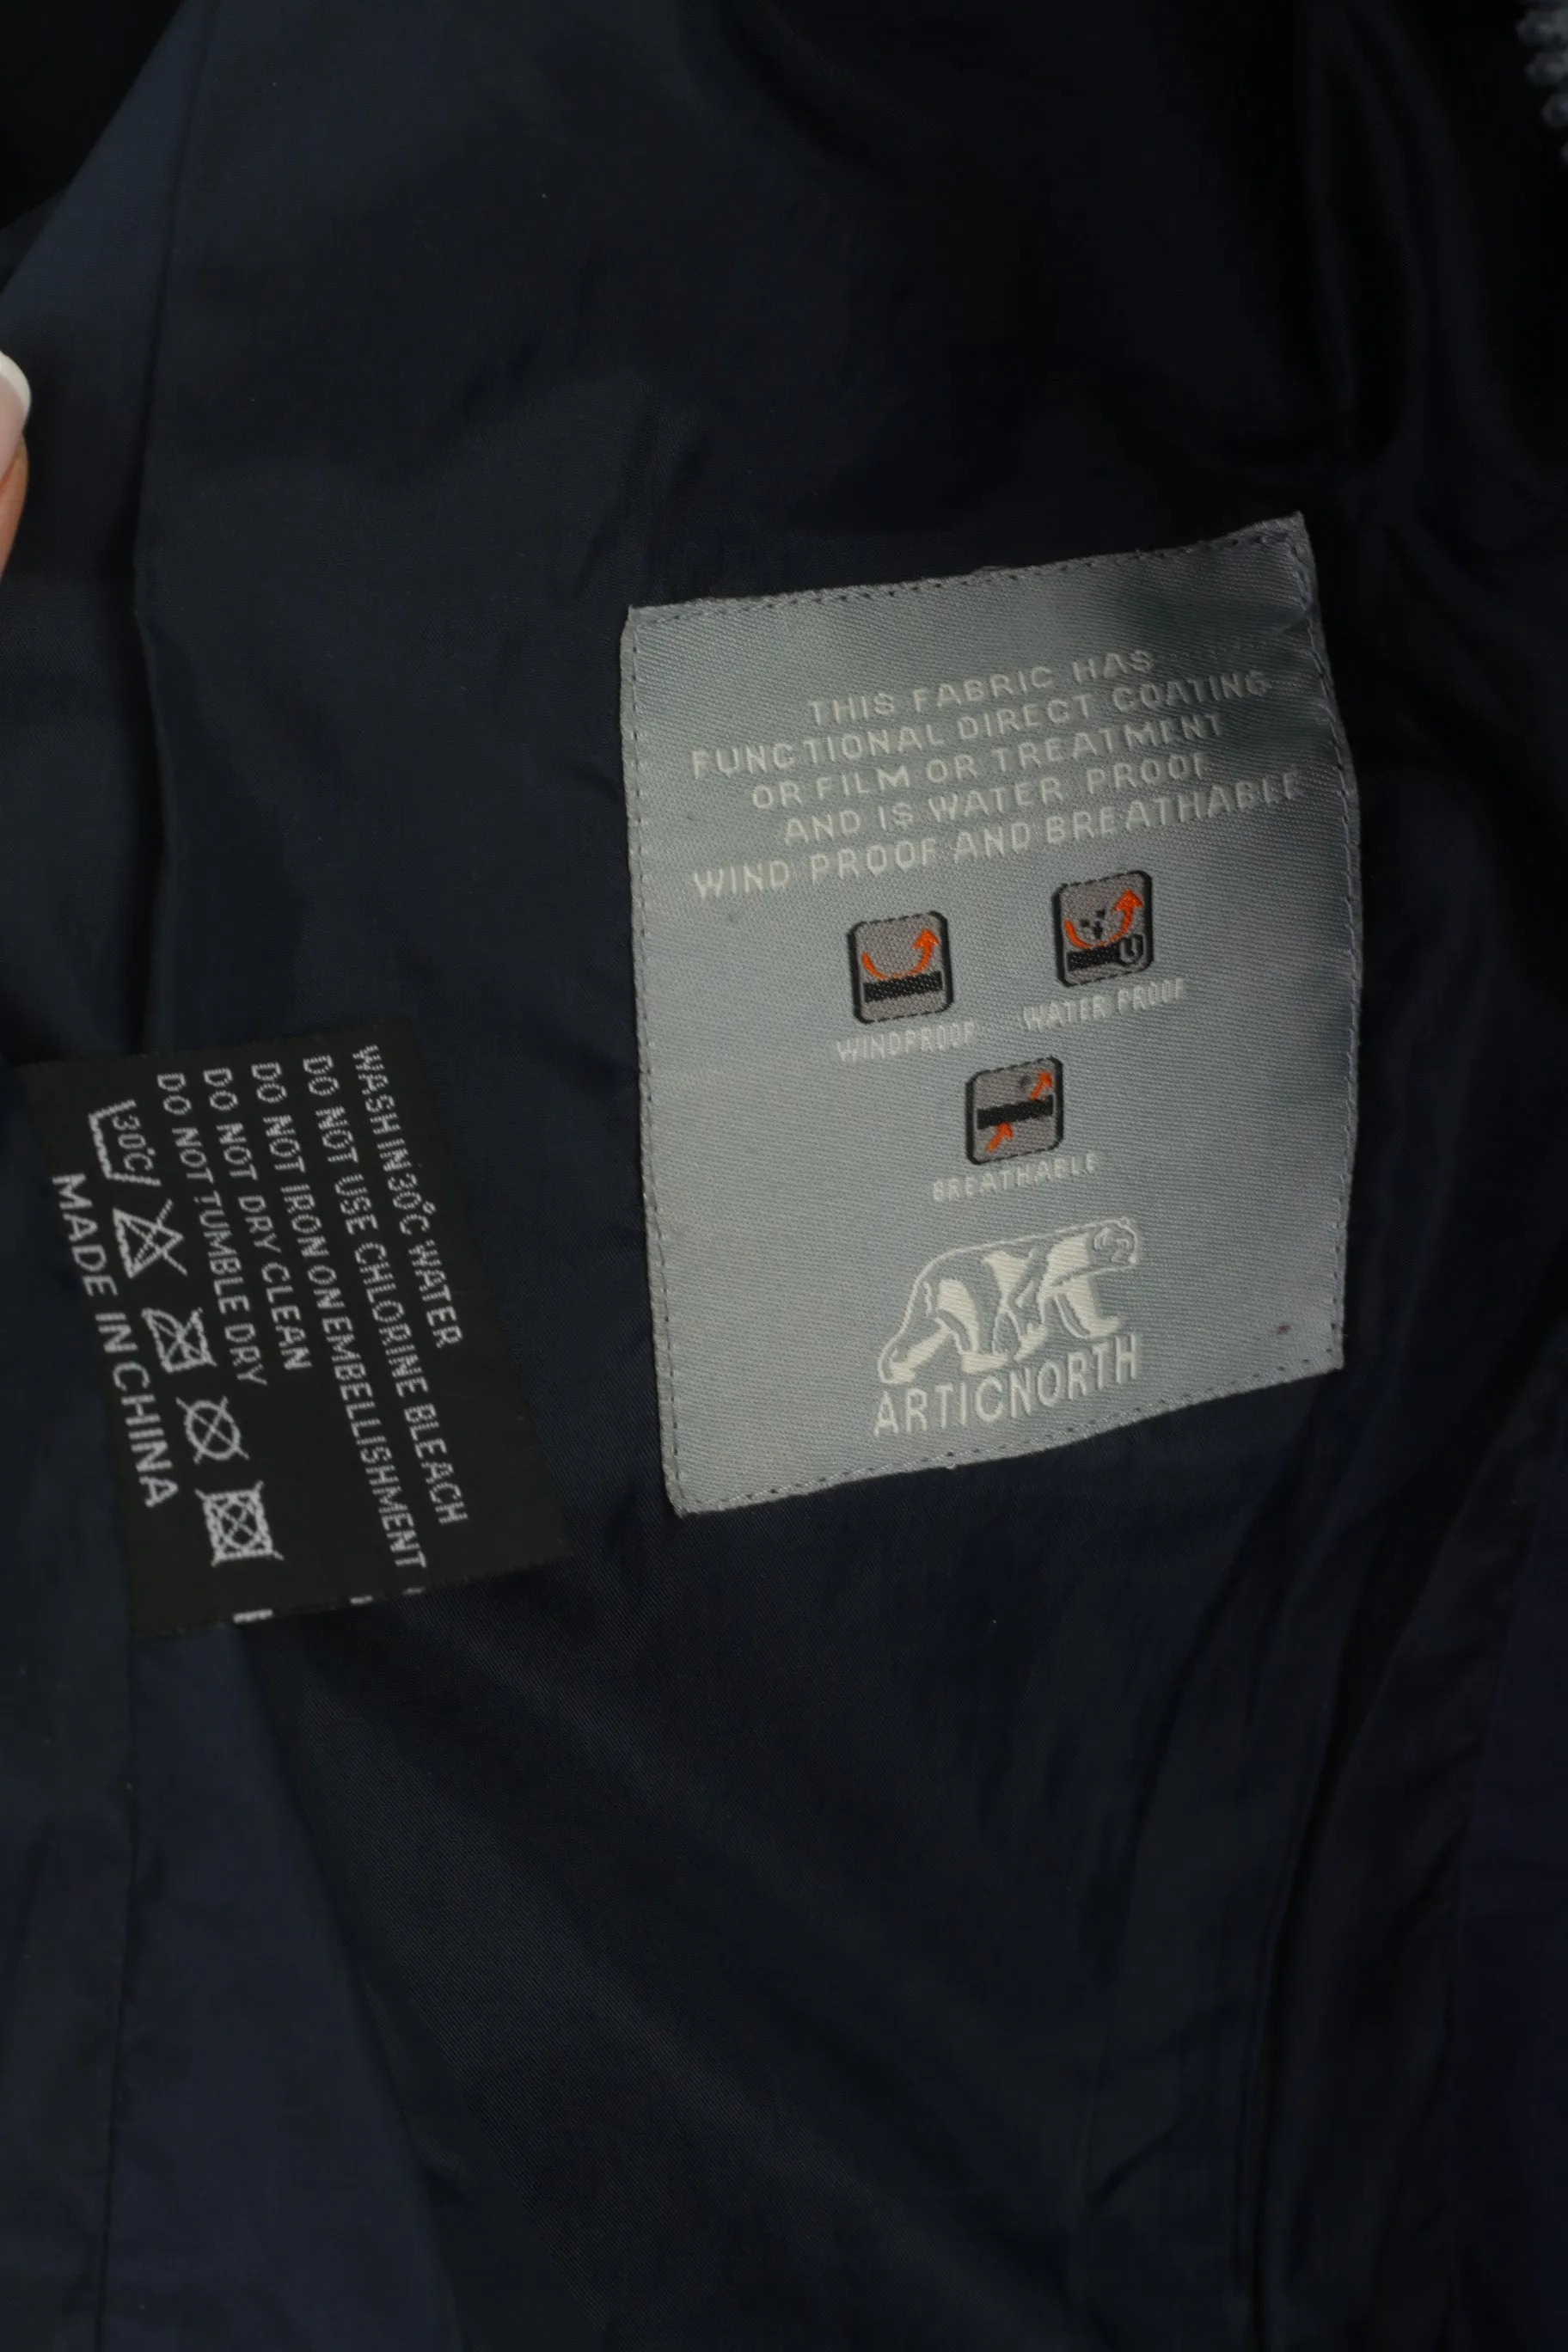 THIS FABRIC HAS
FUNCTIONAL DIRECT COATING
OR FILM OR TREATMENT
AND IS WATER PROOF
WIND PROOF AND BREATHABLE
WINDPROOF
WATER PROOF
BREATHABLE
ARTICNORTH
WASH IN 30°C WATER
DO NOT USE CHLORINE BLEACH
DO NOT IRON ON EMBELLISHMENT
DO NOT DRY CLEAN
DO NOT TUMBLE DRY
30°C
MADE IN CHINA